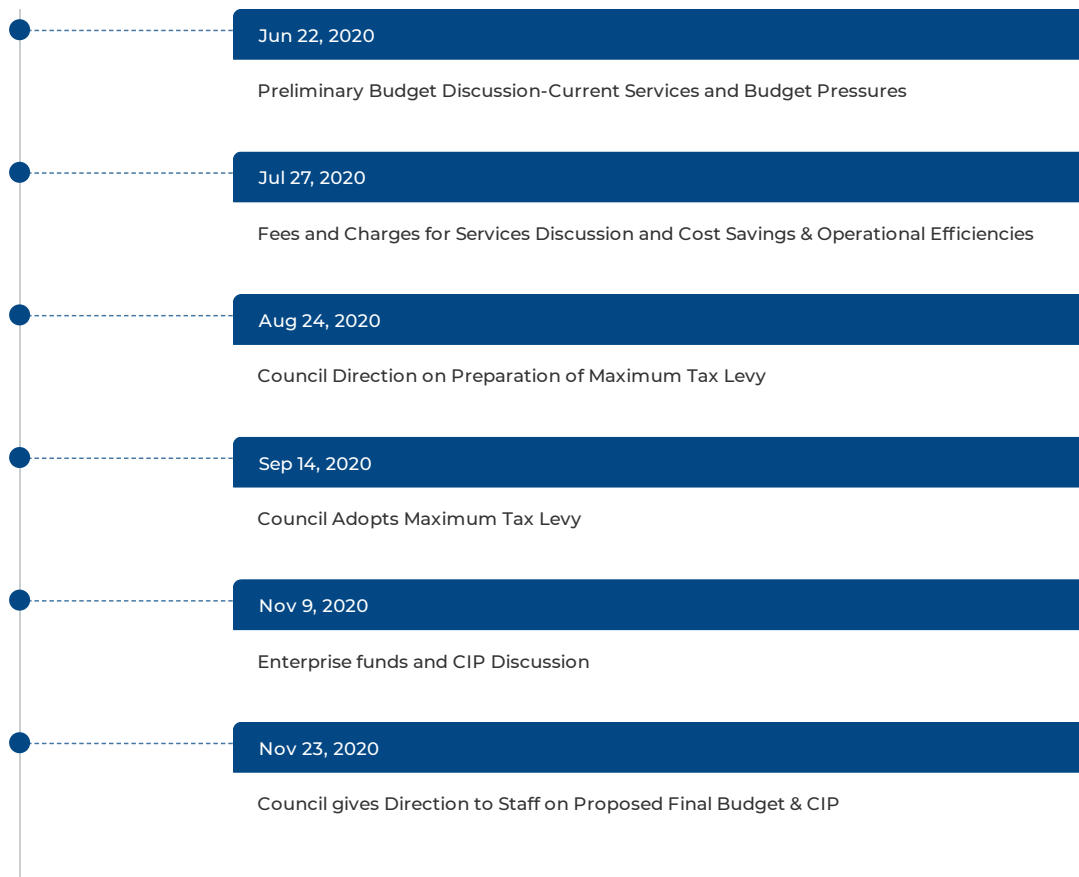 Jun 22, 2020
Preliminary Budget Discussion-Current Services and Budget Pressures
Jul 27, 2020
Fees and Charges for Services Discussion and Cost Savings & Operational Efficiencies
Aug 24, 2020
Council Direction on Preparation of Maximum Tax Levy
Sep 14, 2020
Council Adopts Maximum Tax Levy
Nov 9, 2020
Enterprise funds and CIP Discussion
Nov 23, 2020
Council gives Direction to Staff on Proposed Final Budget & CIP